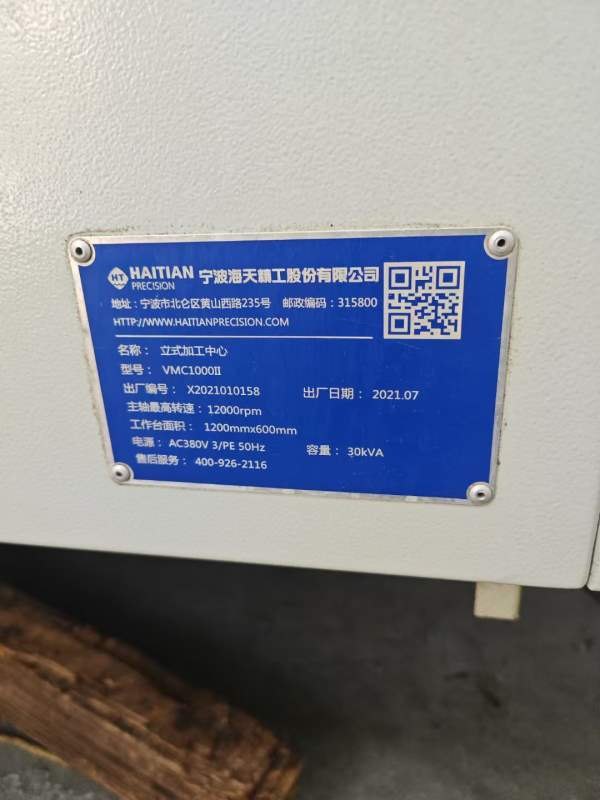 HT HAITIAN PRECISION 宁波海天精工股份有限公司
地址：宁波市北仑区黄山西路235号 邮政编码：315800
HTTP://WWW.HAITIANPRECISION.COM
名称： 立式加工中心
型号： VMC1000II
出厂编号： X2021010158 出厂日期： 2021.07
主轴最高转速：12000rpm
工作台面积： 1200mmx600mm
电源： AC380V 3/PE 50Hz 容量： 30kVA
售后服务： 400-926-2116